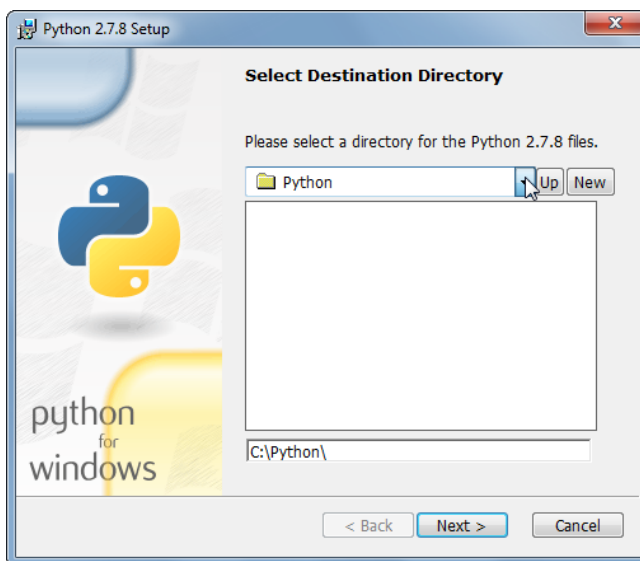 Python 2.7.8 Setup
Select Destination Directory
Please select a directory for the Python 2.7.8 files.
Python
Up
New
C:\Python\
python
for
windows
< Back
Next >
Cancel